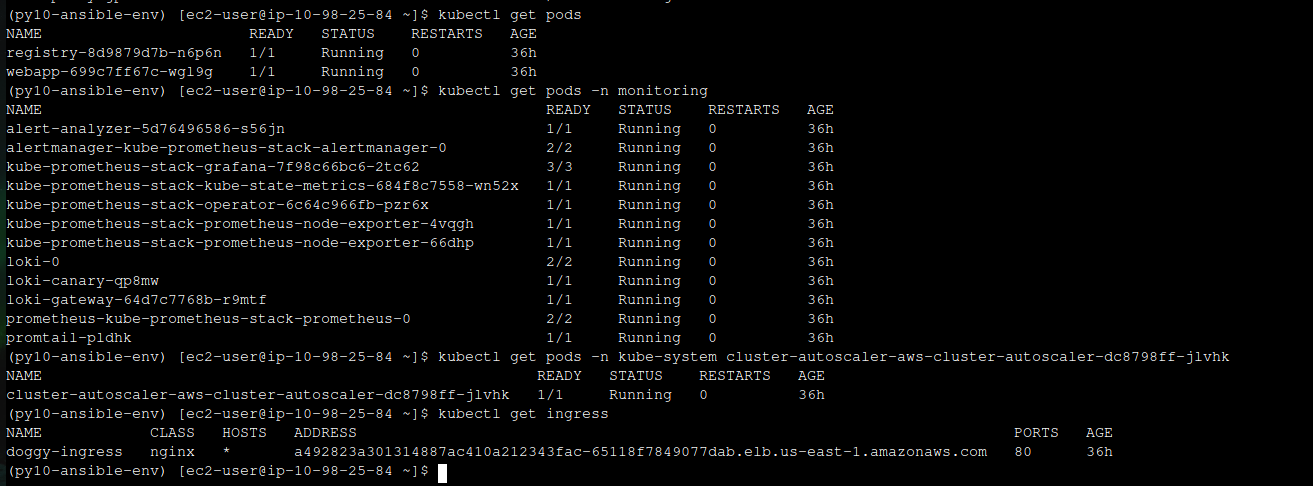 (py10-ansible-env) [ec2-user@ip-10-98-25-84 ~]$ kubectl get pods
NAME READY STATUS RESTARTS AGE
registry-8d9879d7b-n6p6n 1/1 Running 0 36h
webapp-699c7ff67c-wgl9g 1/1 Running 0 36h
(py10-ansible-env) [ec2-user@ip-10-98-25-84 ~]$ kubectl get pods -n monitoring
NAME READY STATUS RESTARTS AGE
alert-analyzer-5d76496586-s56jn 1/1 Running 0 36h
alertmanager-kube-prometheus-stack-alertmanager-0 2/2 Running 0 36h
kube-prometheus-stack-grafana-7f98c66bc6-2tc62 3/3 Running 0 36h
kube-prometheus-stack-kube-state-metrics-684f8c7558-wn52x 1/1 Running 0 36h
kube-prometheus-stack-operator-6c64c966fb-pzr6x 1/1 Running 0 36h
kube-prometheus-stack-prometheus-node-exporter-4vqgh 1/1 Running 0 36h
kube-prometheus-stack-prometheus-node-exporter-66dhp 1/1 Running 0 36h
loki-0 2/2 Running 0 36h
loki-canary-qp8mw 1/1 Running 0 36h
loki-gateway-64d7c7768b-r9mtf 1/1 Running 0 36h
prometheus-kube-prometheus-stack-prometheus-0 2/2 Running 0 36h
promtail-pldhk 1/1 Running 0 36h
(py10-ansible-env) [ec2-user@ip-10-98-25-84 ~]$ kubectl get pods -n kube-system cluster-autoscaler-aws-cluster-autoscaler-dc8798ff-jlvhk
NAME READY STATUS RESTARTS AGE
cluster-autoscaler-aws-cluster-autoscaler-dc8798ff-jlvhk 1/1 Running 0 36h
(py10-ansible-env) [ec2-user@ip-10-98-25-84 ~]$ kubectl get ingress
NAME CLASS HOSTS ADDRESS PORTS AGE
doggy-ingress nginx * a492823a301314887ac410a212343fac-65118f7849077dab.elb.us-east-1.amazonaws.com 80 36h
(py10-ansible-env) [ec2-user@ip-10-98-25-84 ~]$